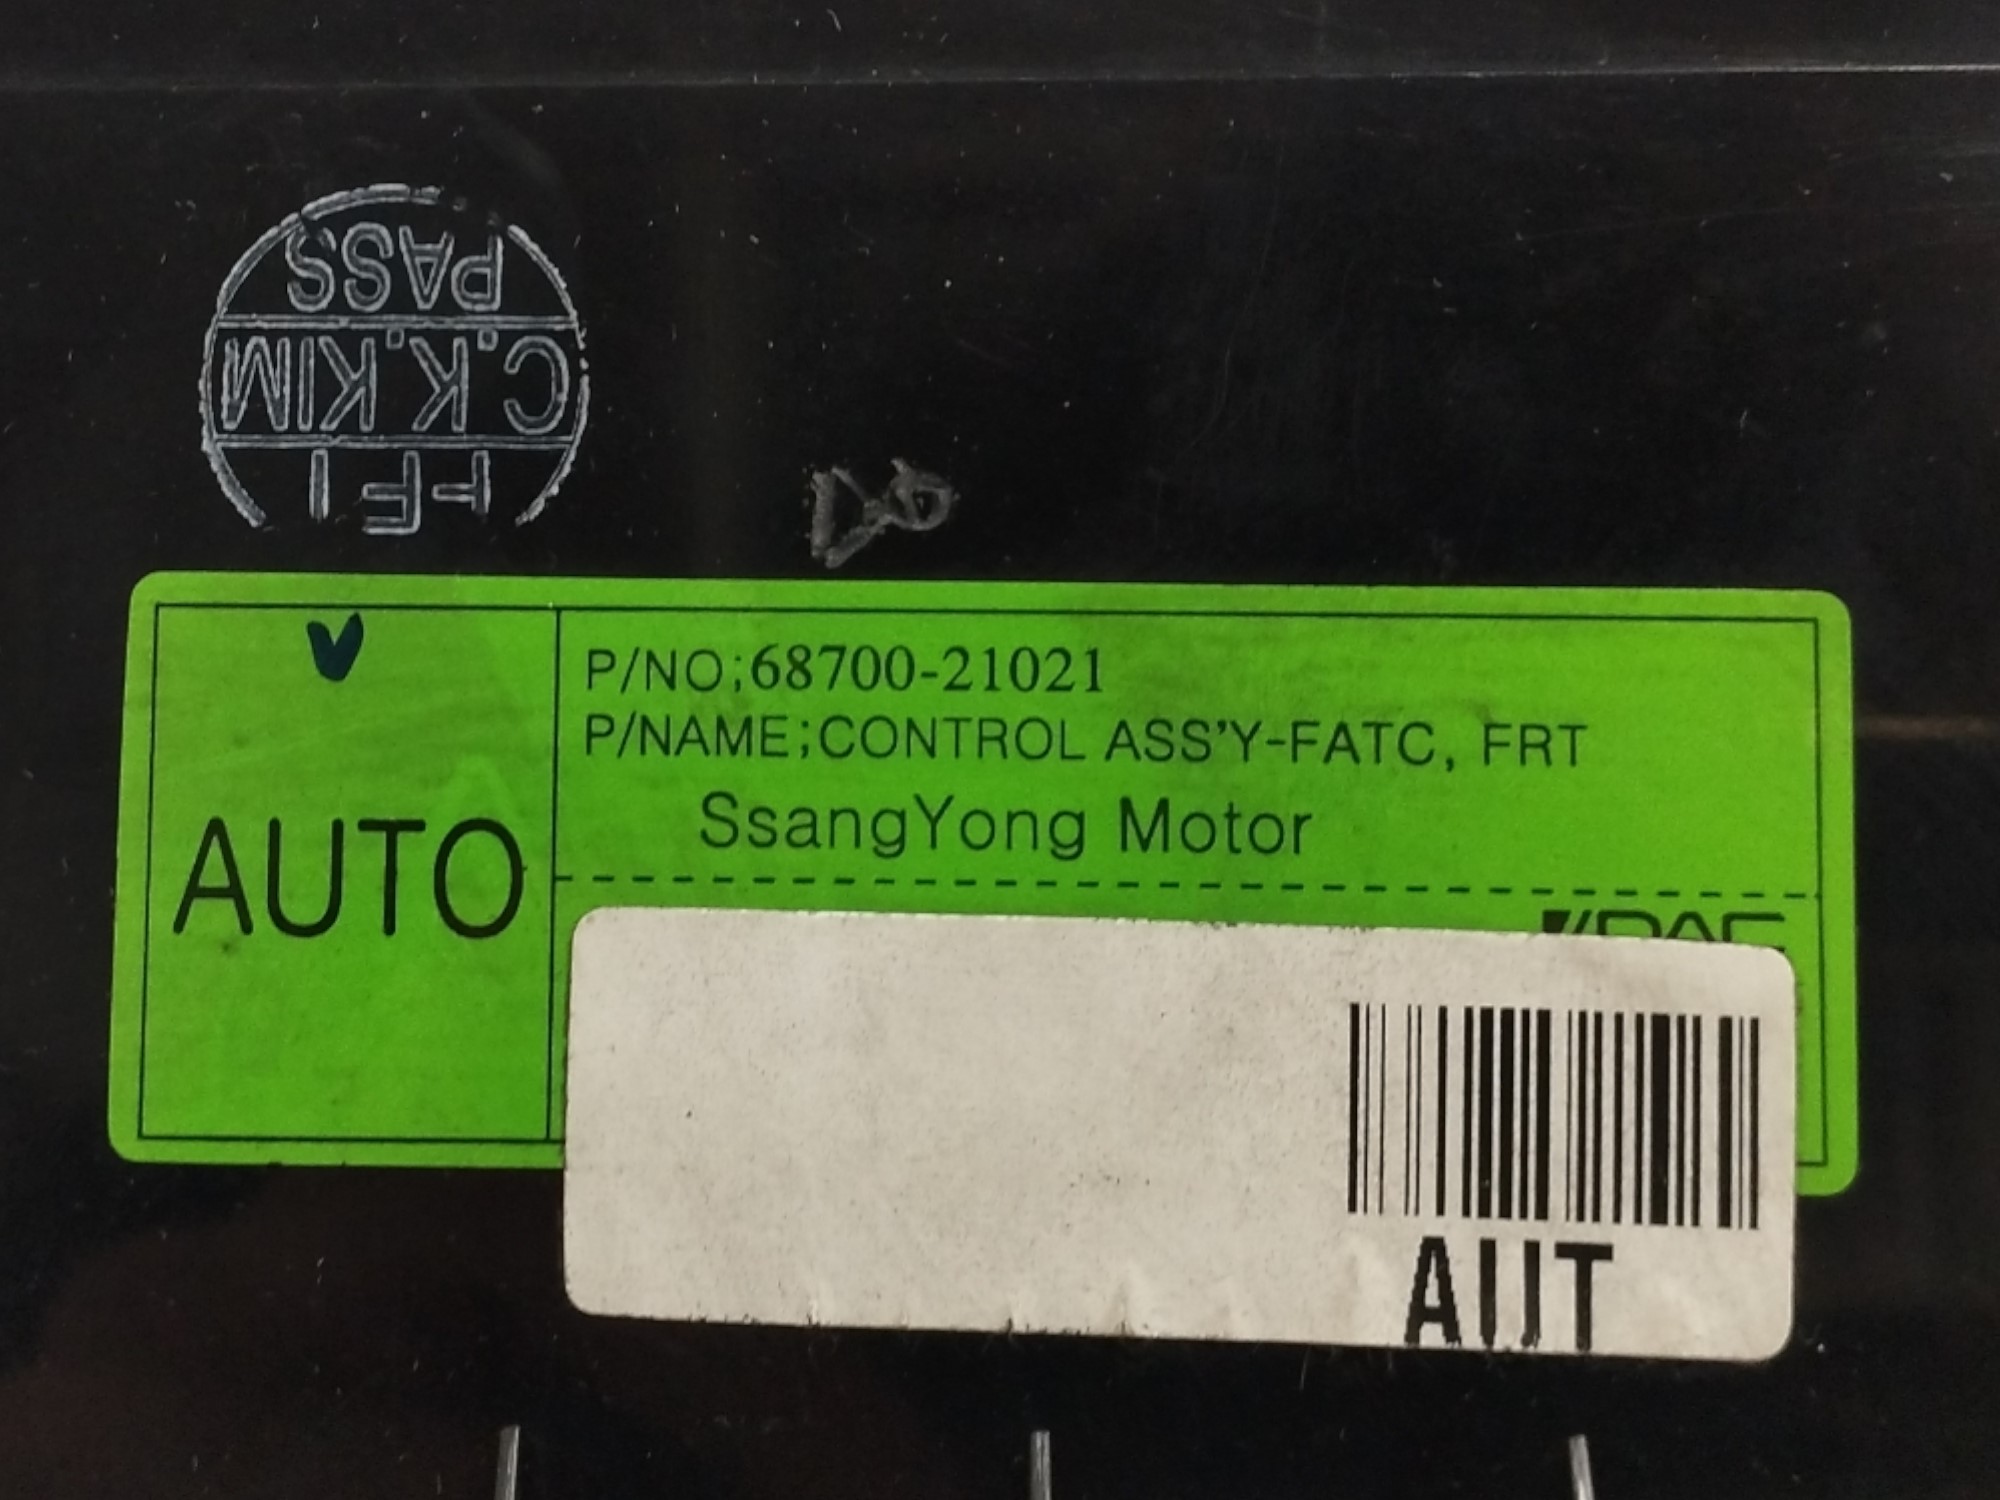 PASS
C.K.KIM
AUTO
P/NO;68700-21021
P/NAME;CONTROL ASS'Y-FATC, FRT
SsangYong Motor
AUT